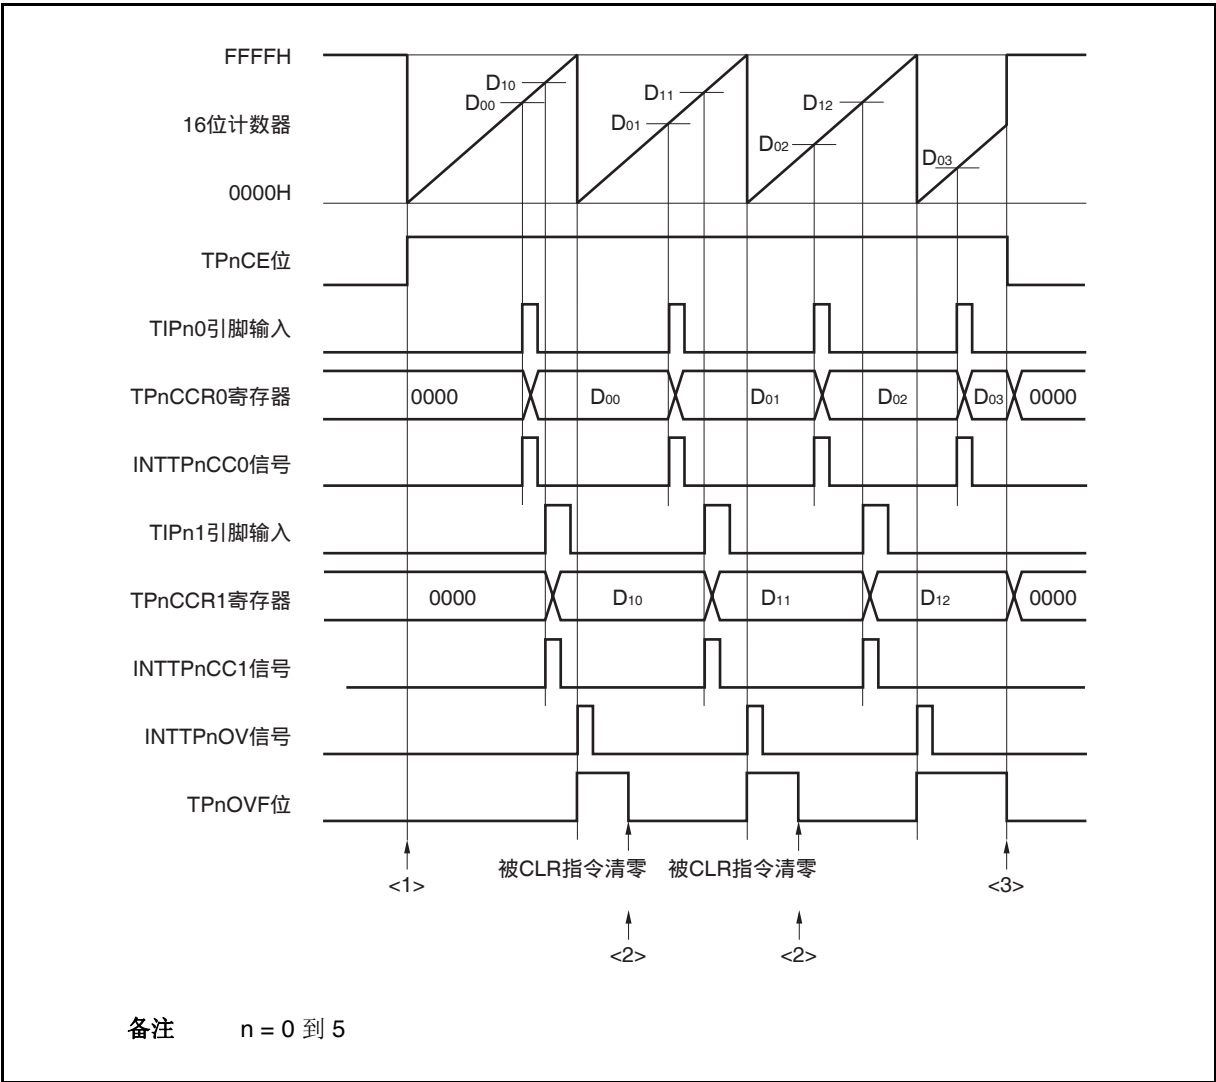 FFFFH
D10
D00
D11
D01
D12
D02
D03
16位计数器
0000H
TPnCE位
TIPn0引脚输入
TPnCCR0寄存器
0000 D00 D01 D02 D03 0000
INTTPnCC0信号
TIPn1引脚输入
TPnCCR1寄存器
0000 D10 D11 D12 0000
INTTPnCC1信号
INTTPnOV信号
TPnOVF位
被CLR指令清零 被CLR指令清零
<1> <3>
<2> <2>
备注 n = 0 到 5